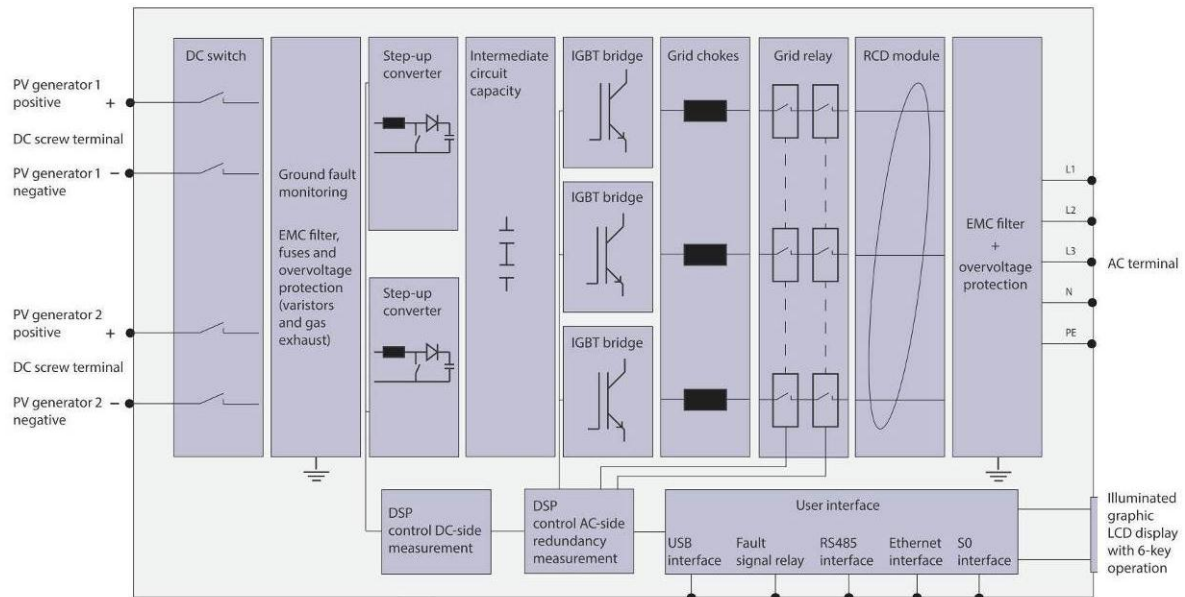 DC switch
Step-up
converter
Intermediate
circuit
capacity
IGBT bridge
Grid chokes
Grid relay
RCD module
PV generator 1
positive
+
DC screw terminal
PV generator 1
negative
−
Ground fault
monitoring
EMC filter,
fuses and
overvoltage
protection
(varistors
and gas
exhaust)
IGBT bridge
Step-up
converter
IGBT bridge
PV generator 2
positive
+
DC screw terminal
PV generator 2
negative
−
EMC filter
+
overvoltage
protection
L1
L2
L3
N
PE
AC terminal
DSP
control DC-side
measurement
DSP
control AC-side
redundancy
measurement
User interface
USB
interface
Fault
signal relay
RS485
interface
Ethernet
interface
S0
interface
Illuminated
graphic
LCD display
with 6-key
operation